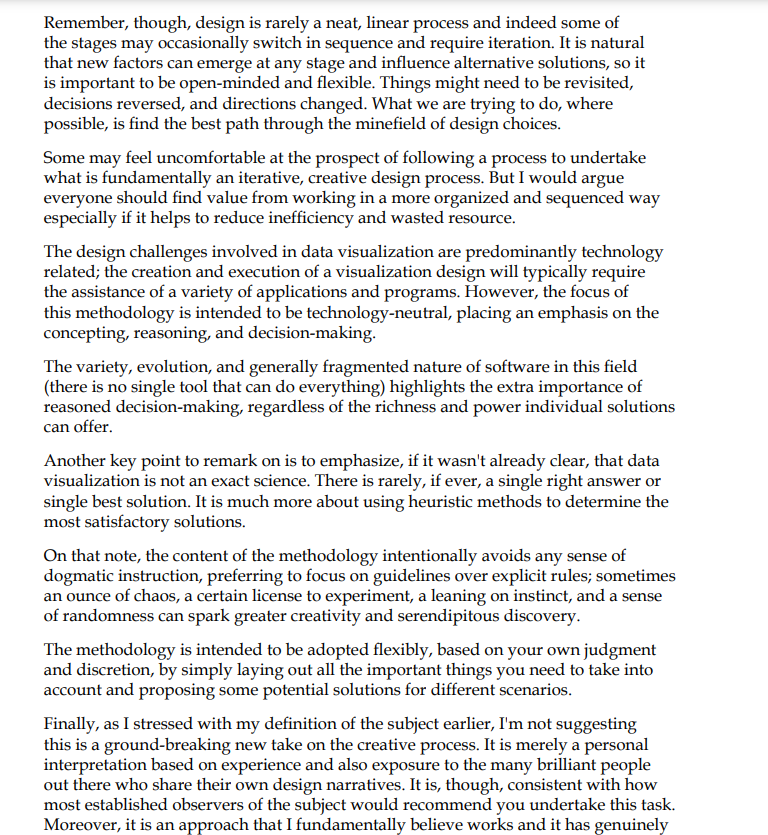 Remember, though, design is rarely a neat, linear process and indeed some of
the stages may occasionally switch in sequence and require iteration. It is natural
that new factors can emerge at any stage and influence alternative solutions, so it
is important to be open-minded and flexible. Things might need to be revisited,
decisions reversed, and directions changed. What we are trying to do, where
possible, is find the best path through the minefield of design choices.
Some may feel uncomfortable at the prospect of following a process to undertake
what is fundamentally an iterative, creative design process. But I would argue
everyone should find value from working in a more organized and sequenced way
especially if it helps to reduce inefficiency and wasted resource.
The design challenges involved in data visualization are predominantly technology
related; the creation and execution of a visualization design will typically require
the assistance of a variety of applications and programs. However, the focus of
this methodology is intended to be technology-neutral, placing an emphasis on the
concepting, reasoning, and decision-making.
The variety, evolution, and generally fragmented nature of software in this field
(there is no single tool that can do everything) highlights the extra importance of
reasoned decision-making, regardless of the richness and power individual solutions
can offer.
Another key point to remark on is to emphasize, if it wasn't already clear, that data
visualization is not an exact science. There is rarely, if ever, a single right answer or
single best solution. It is much more about using heuristic methods to determine the
most satisfactory solutions.
On that note, the content of the methodology intentionally avoids any sense of
dogmatic instruction, preferring to focus on guidelines over explicit rules; sometimes
an ounce of chaos, a certain license to experiment, a leaning on instinct, and a sense
of randomness can spark greater creativity and serendipitous discovery.
The methodology is intended to be adopted flexibly, based on your own judgment
and discretion, by simply laying out all the important things you need to take into
account and proposing some potential solutions for different scenarios.
Finally, as I stressed with my definition of the subject earlier, I'm not suggesting
this is a ground-breaking new take on the creative process. It is merely a personal
interpretation based on experience and also exposure to the many brilliant people
out there who share their own design narratives. It is, though, consistent with how
most established observers of the subject would recommend you undertake this task.
Moreover, it is an approach that I fundamentally believe works and it has genuinely